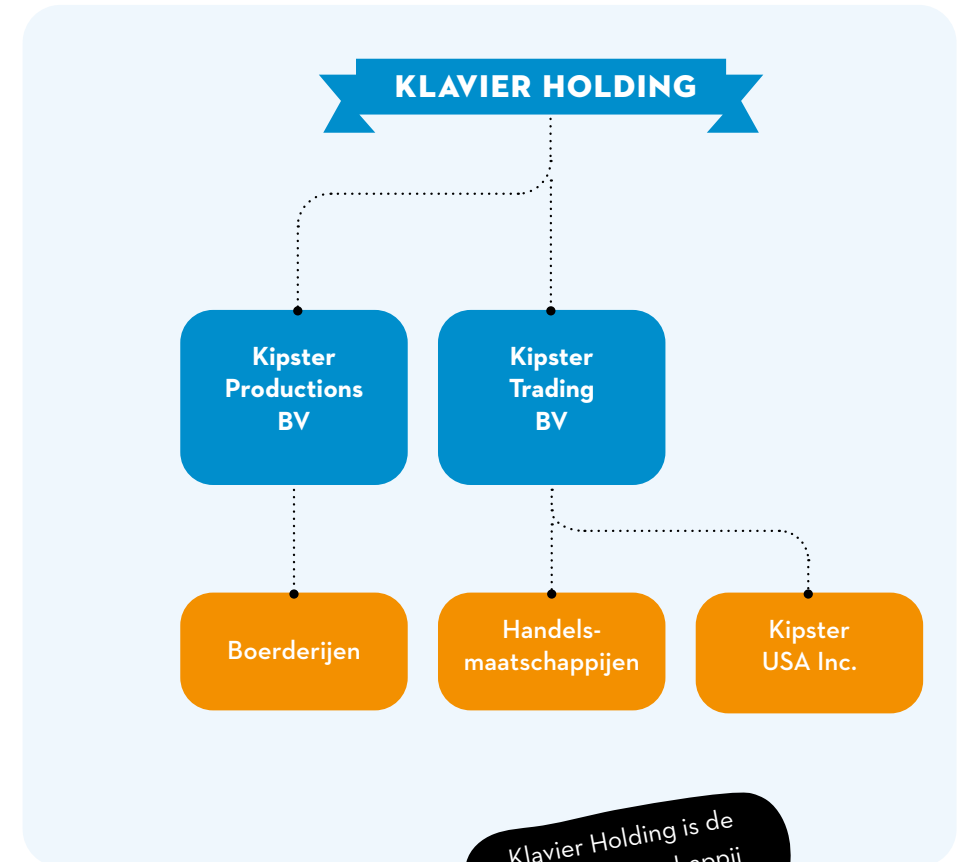 KLAVIER HOLDING
Kipster
Productions
BV
Kipster
Trading
BV
Boerderijen
Handels-
maatschappijen
Kipster
USA Inc.
Klavier Holding is de